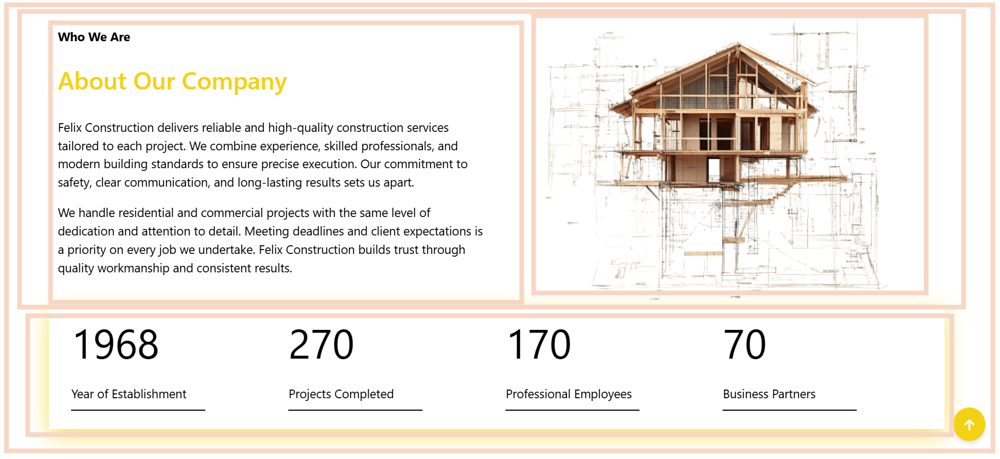 Who We Are
About Our Company
Felix Construction delivers reliable and high-quality construction services
tailored to each project. We combine experience, skilled professionals, and
modern building standards to ensure precise execution. Our commitment to
safety, clear communication, and long-lasting results sets us apart.
We handle residential and commercial projects with the same level of
dedication and attention to detail. Meeting deadlines and client expectations is
a priority on every job we undertake. Felix Construction builds trust through
quality workmanship and consistent results.
1968
270
170
70
Year of Establishment
Projects Completed
Professional Employees
Business Partners